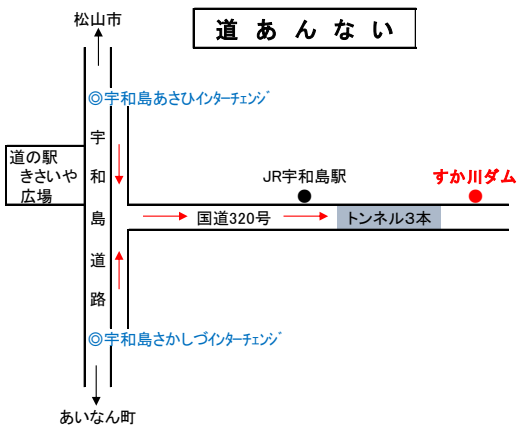 松山市
道あんない
◎宇和島あさひインターチェンジ
道の駅
きさいや
広場
宇和島道路
JR宇和島駅
すか川ダム
国道320号
トンネル3本
◎宇和島さかしづインターチェンジ
あいなん町